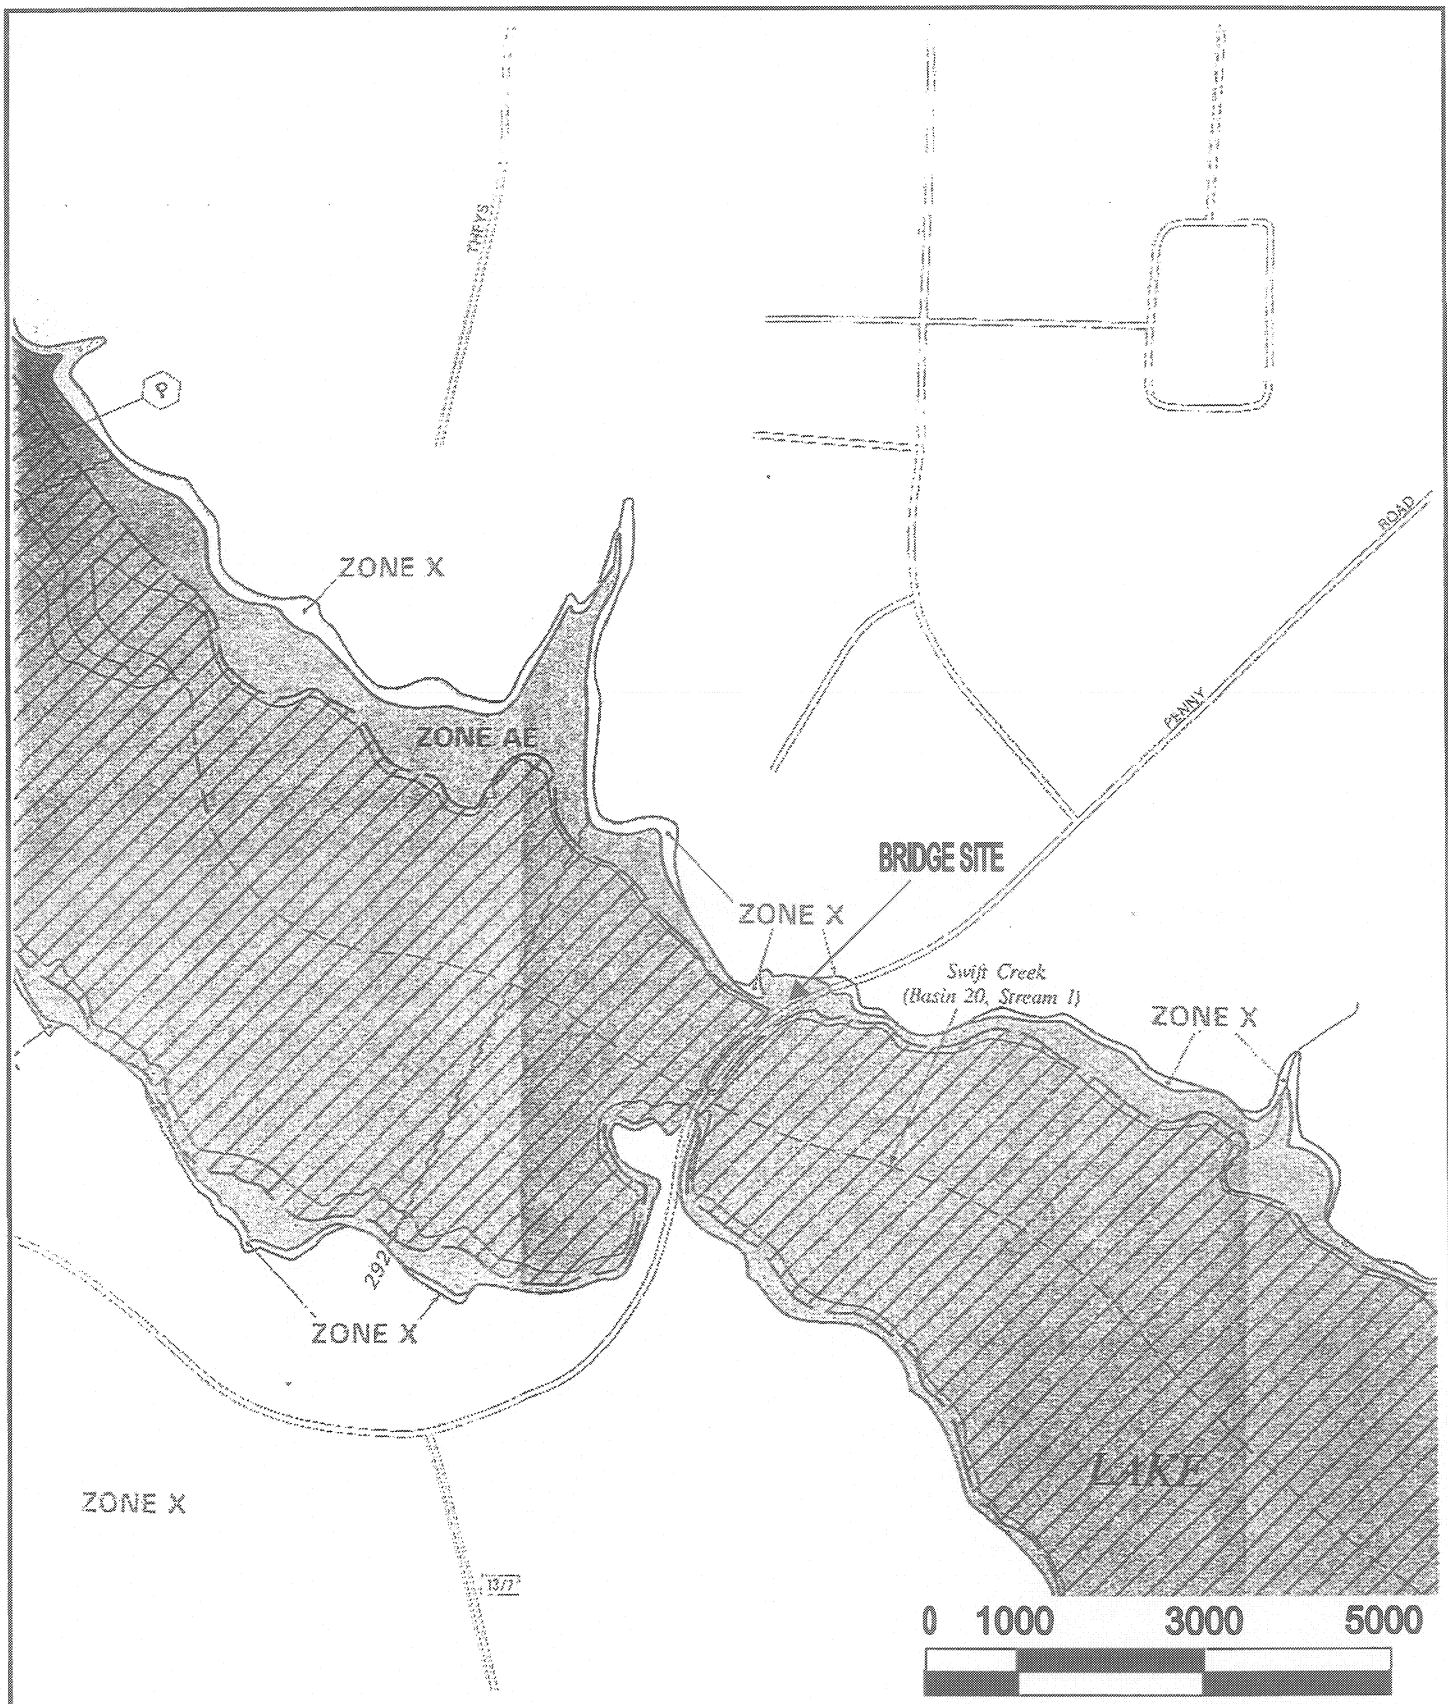 THEYS
ZONE X
ROAD
ZONE AE
PENNY
BRIDGE SITE
ZONE X
Swift Creek
(Basin 20, Stream 1)
ZONE X
292
ZONE X
LAKE
ZONE X
0 1000 3000 5000